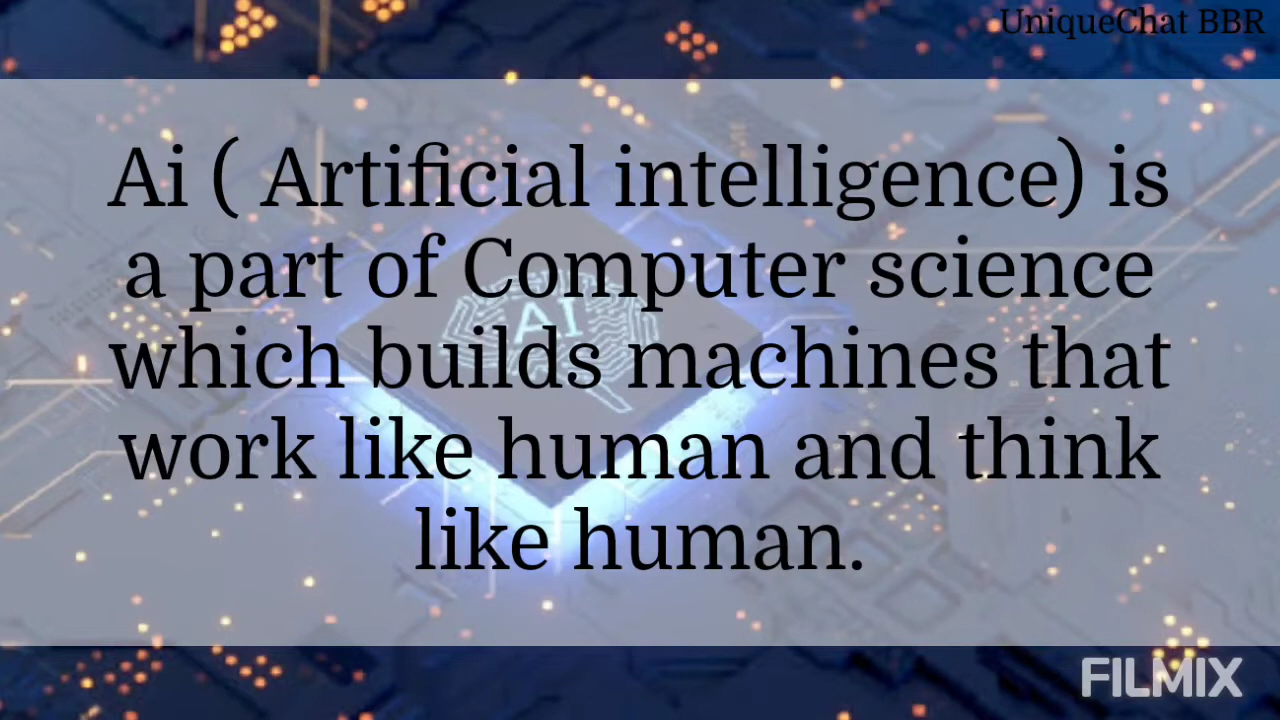 UniqueChat BBR
Ai ( Artificial intelligence) is
a part of Computer science
which builds machines that
work like human and think
like human.
AI
FILMIX